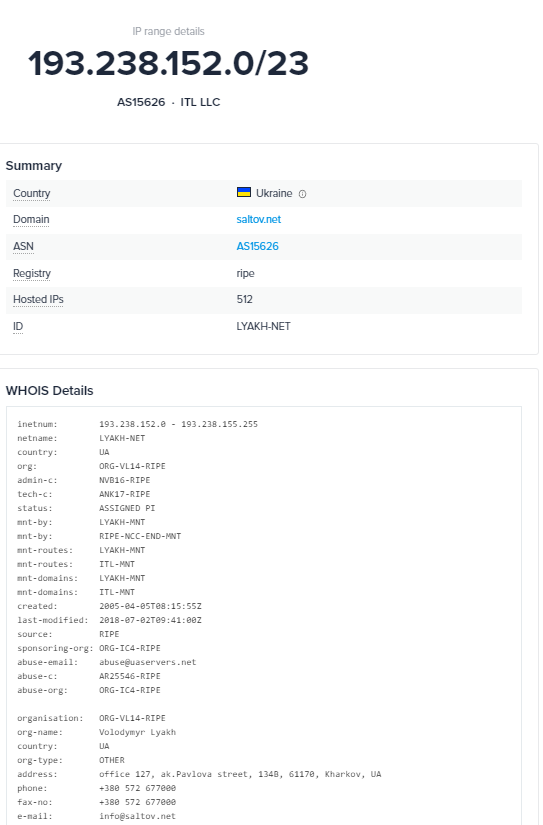 IP range details
193.238.152.0/23
AS15626 · ITL LLC
Summary
Country Ukraine
Domain saltov.net
ASN AS15626
Registry ripe
Hosted IPs 512
ID LYAKH-NET
WHOIS Details
inetnum: 193.238.152.0 - 193.238.155.255
netname: LYAKH-NET
country: UA
org: ORG-VL14-RIPE
admin-c: NVB16-RIPE
tech-c: ANK17-RIPE
status: ASSIGNED PI
mnt-by: LYAKH-MNT
mnt-by: RIPE-NCC-END-MNT
mnt-routes: LYAKH-MNT
mnt-routes: ITL-MNT
mnt-domains: LYAKH-MNT
mnt-domains: ITL-MNT
created: 2005-04-05T08:15:55Z
last-modified: 2018-07-02T09:41:00Z
source: RIPE
sponsoring-org: ORG-IC4-RIPE
abuse-email: abuse@uaservers.net
abuse-c: AR25546-RIPE
abuse-org: ORG-IC4-RIPE
organisation: ORG-VL14-RIPE
org-name: Volodymyr Lyakh
country: UA
org-type: OTHER
address: office 127, ak.Pavlova street, 134B, 61170, Kharkov, UA
phone: +380 572 677000
fax-no: +380 572 677000
e-mail: info@saltov.net